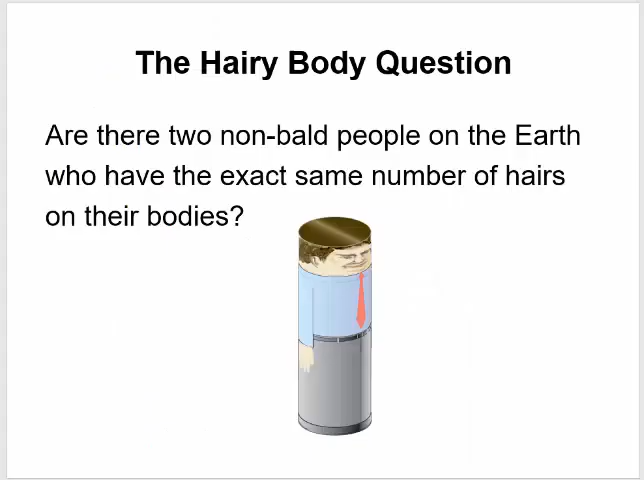 The Hairy Body Question
Are there two non-bald people on the Earth
who have the exact same number of hairs
on their bodies?